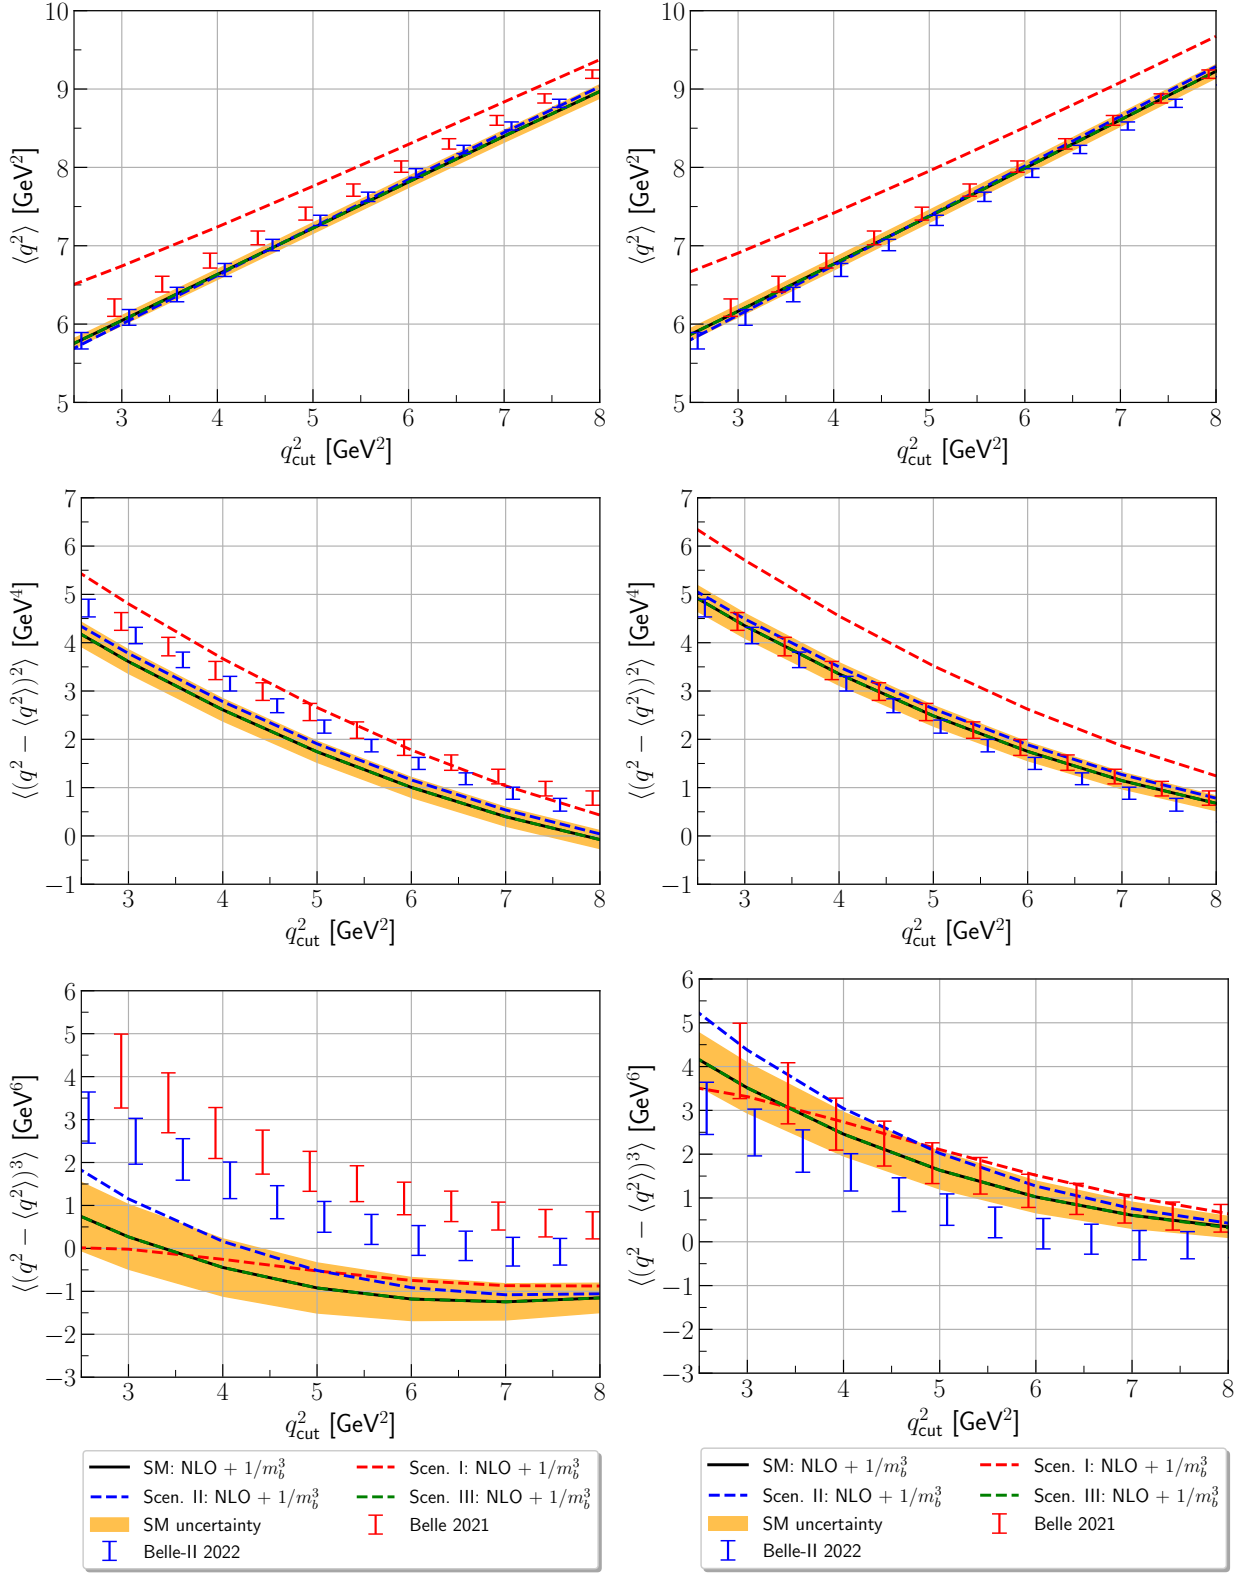 10
9
8
7
6
5
⟨q²⟩ [GeV²]
3 4 5 6 7 8
q²cut [GeV²]
10
9
8
7
6
5
⟨q²⟩ [GeV²]
3 4 5 6 7 8
q²cut [GeV²]
7
6
5
4
3
2
1
0
−1
⟨(q² − ⟨q²⟩)²⟩ [GeV⁴]
3 4 5 6 7 8
q²cut [GeV²]
7
6
5
4
3
2
1
0
−1
⟨(q² − ⟨q²⟩)²⟩ [GeV⁴]
3 4 5 6 7 8
q²cut [GeV²]
6
5
4
3
2
1
0
−1
−2
−3
⟨(q² − ⟨q²⟩)³⟩ [GeV⁶]
3 4 5 6 7 8
q²cut [GeV²]
6
5
4
3
2
1
0
−1
−2
−3
⟨(q² − ⟨q²⟩)³⟩ [GeV⁶]
3 4 5 6 7 8
q²cut [GeV²]
SM: NLO + 1/m³b
Scen. I: NLO + 1/m³b
Scen. II: NLO + 1/m³b
Scen. III: NLO + 1/m³b
SM uncertainty
Belle 2021
Belle-II 2022
SM: NLO + 1/m³b
Scen. I: NLO + 1/m³b
Scen. II: NLO + 1/m³b
Scen. III: NLO + 1/m³b
SM uncertainty
Belle 2021
Belle-II 2022